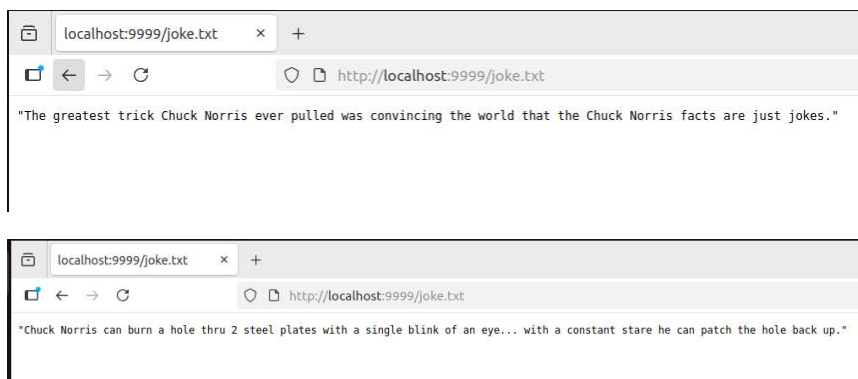 localhost:9999/joke.txt
http://localhost:9999/joke.txt
"The greatest trick Chuck Norris ever pulled was convincing the world that the Chuck Norris facts are just jokes."
localhost:9999/joke.txt
http://localhost:9999/joke.txt
"Chuck Norris can burn a hole thru 2 steel plates with a single blink of an eye... with a constant stare he can patch the hole back up."